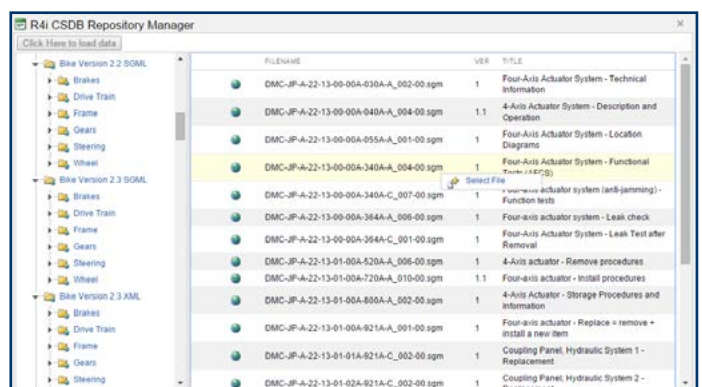 R4i CSDB Repository Manager
Click Here to load data
Bike Version 2.2 SGML
Brakes
Drive Train
Frame
Gears
Steering
Wheel
Bike Version 2.3 SGML
Brakes
Drive Train
Frame
Gears
Steering
Wheel
Bike Version 2.3 XML
Brakes
Drive Train
Frame
Gears
Steering
FILENAME VER TITLE
DMC-JP-A-22-13-00-00A-030A-A_002-00.sgm 1 Four-Axis Actuator System - Technical
Information
DMC-JP-A-22-13-00-00A-040A-A_004-00.sgm 1.1 4-Axis Actuator System - Description and
Operation
DMC-JP-A-22-13-00-00A-055A-A_001-00.sgm 1 Four-Axis Actuator System - Location
Diagrams
DMC-JP-A-22-13-00-00A-340A-A_004-00.sgm 1 Four-Axis Actuator System - Functional
Tests (AFCS)
Select File
DMC-JP-A-22-13-00-00A-340A-C_007-00.sgm 1 Four-axis actuator system (anti-jamming) -
Function tests
DMC-JP-A-22-13-00-00A-364A-A_006-00.sgm 1 Four-axis actuator system - Leak check
DMC-JP-A-22-13-00-00A-364A-C_001-00.sgm 1 Four-Axis Actuator System - Leak Test after
Removal
DMC-JP-A-22-13-01-00A-520A-A_006-00.sgm 1 4-Axis actuator - Remove procedures
DMC-JP-A-22-13-01-00A-720A-A_010-00.sgm 1.1 Four-axis actuator - Install procedures
DMC-JP-A-22-13-01-00A-800A-A_002-00.sgm 1 4-Axis Actuator - Storage Procedures and
Information
DMC-JP-A-22-13-01-00A-921A-A_001-00.sgm 1 Four-axis actuator - Replace = remove +
install a new item
DMC-JP-A-22-13-01-01A-921A-C_002-00.sgm 1 Coupling Panel, Hydraulic System 1 -
Replacement
DMC-JP-A-22-13-01-02A-921A-C_002-00.sgm 1 Coupling Panel, Hydraulic System 2 -